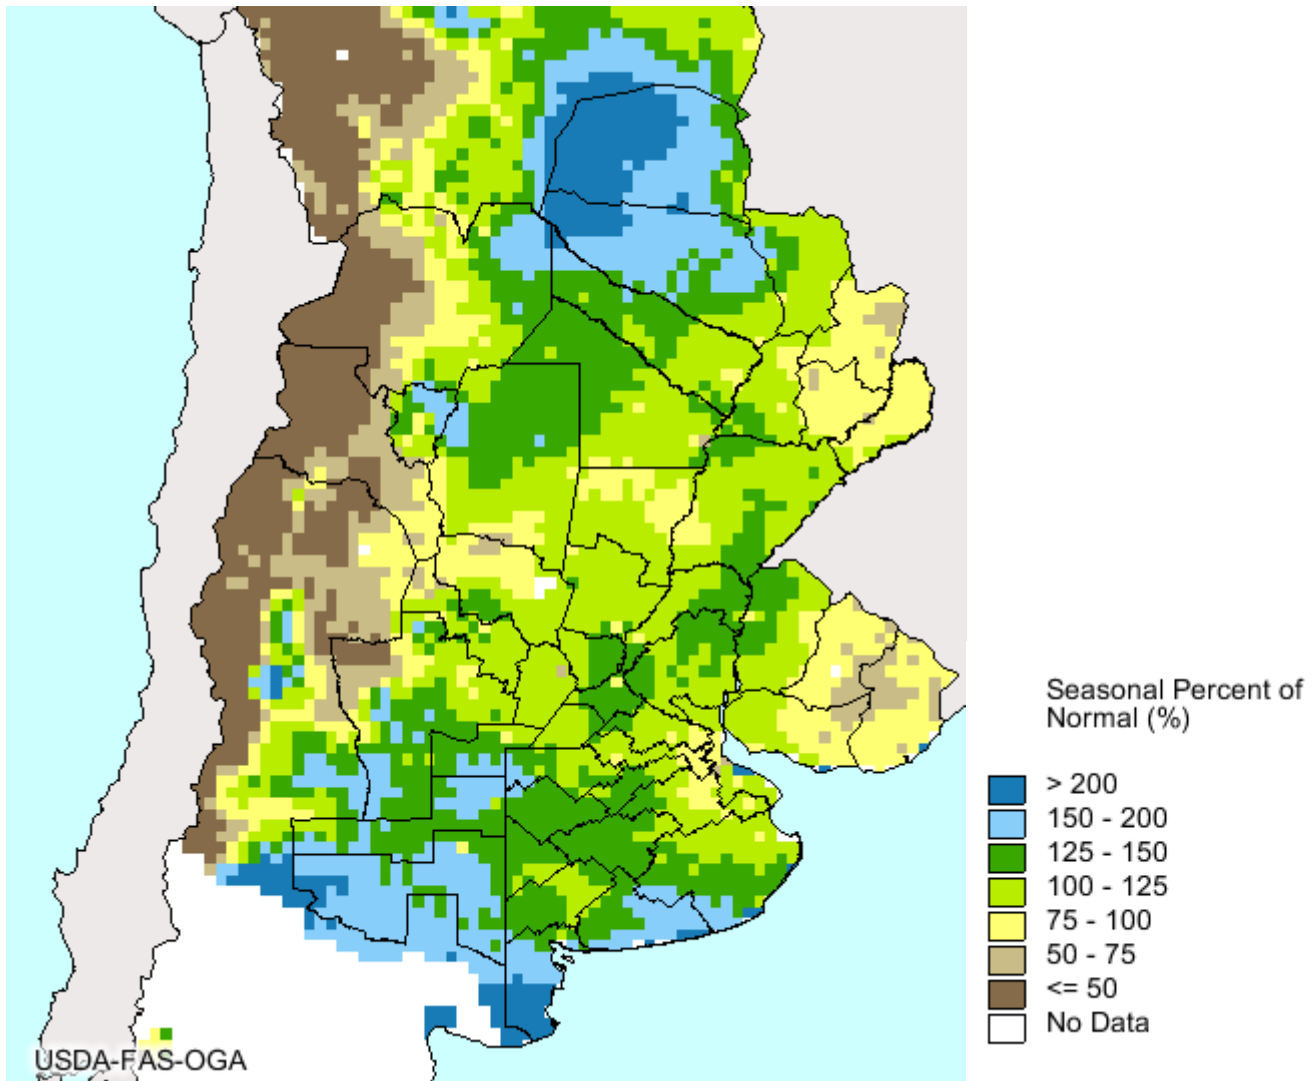 Seasonal Percent of
Normal (%)
> 200
150 - 200
125 - 150
100 - 125
75 - 100
50 - 75
<= 50
No Data
USDA-FAS-OGA